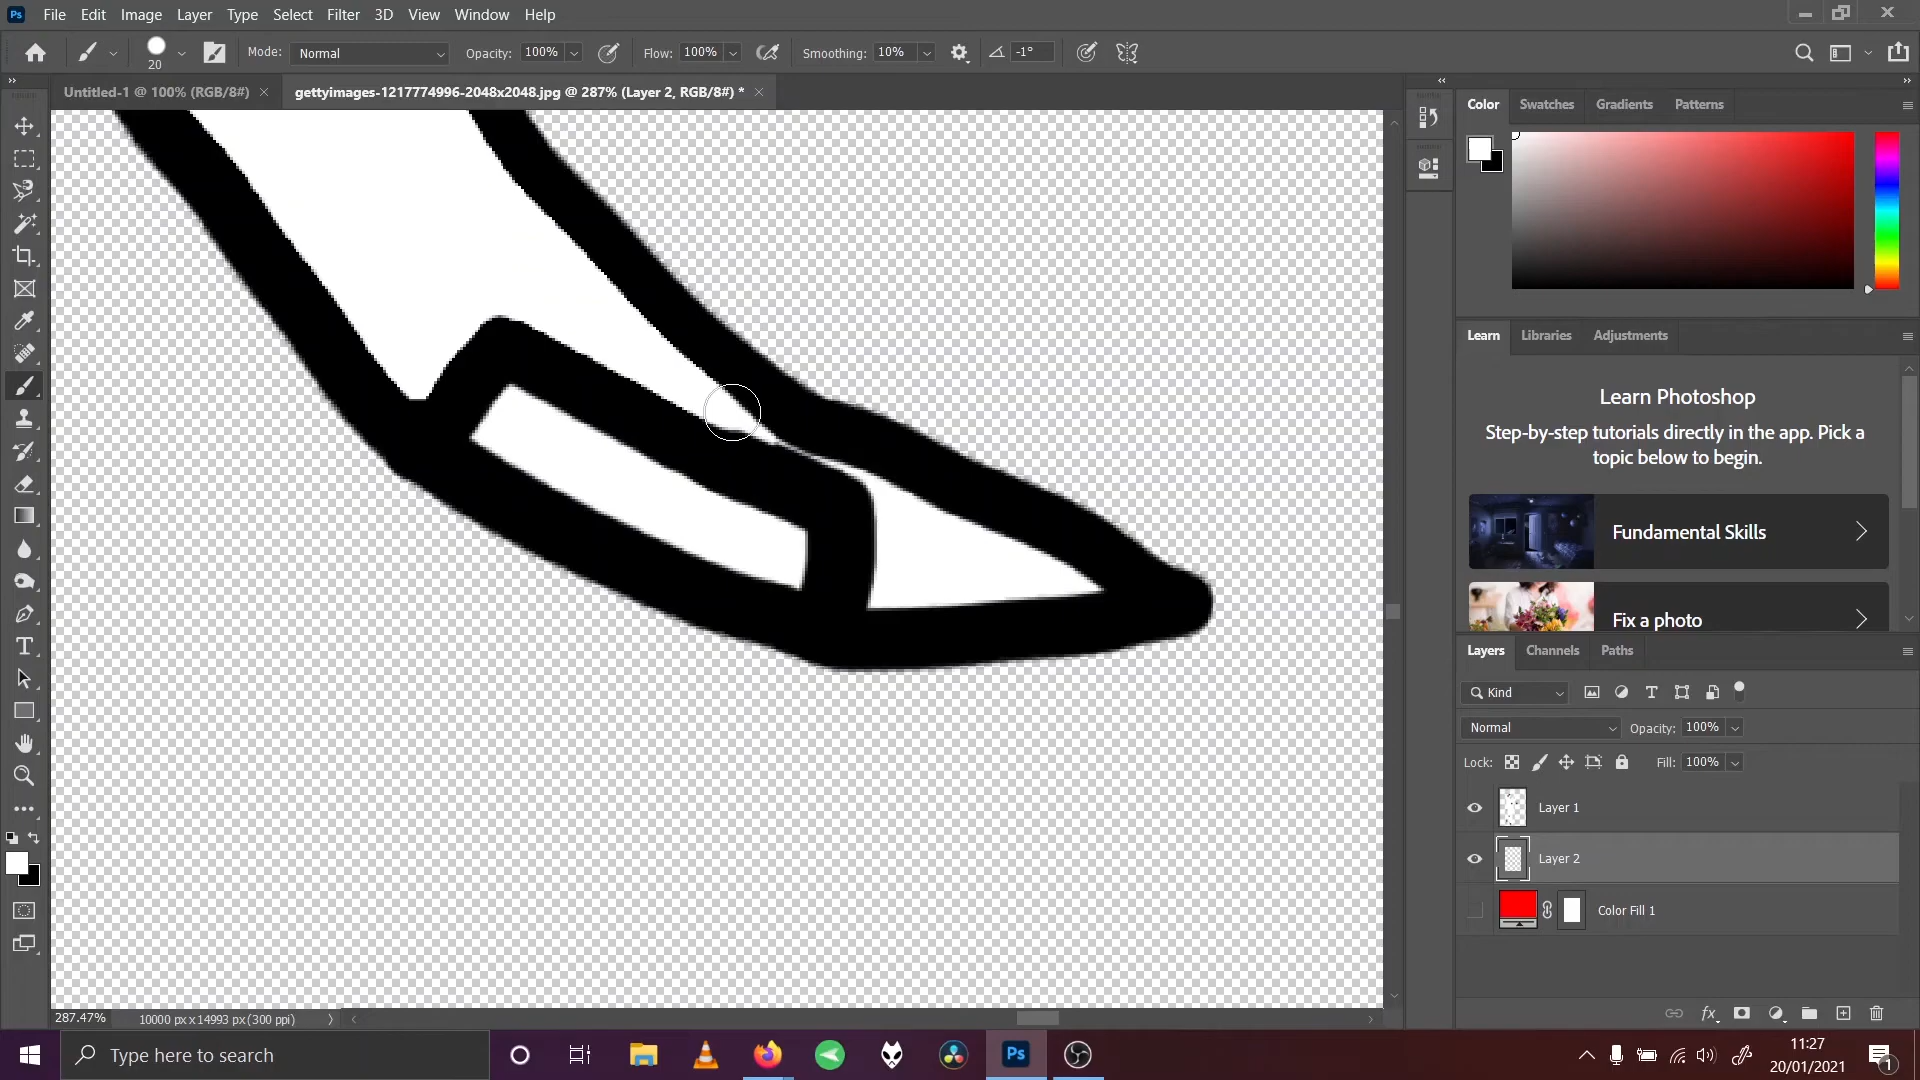 Ps File Edit Image Layer Type Select Filter 3D View Window Help
20 Mode: Normal Opacity: 100% Flow: 100% Smoothing: 10% -1°
Untitled-1 @ 100% (RGB/8#) gettyimages-1217774996-2048x2048.jpg @ 287% (Layer 2, RGB/8#) *
Color Swatches Gradients Patterns
Learn Libraries Adjustments
Learn Photoshop
Step-by-step tutorials directly in the app. Pick a
topic below to begin.
Fundamental Skills
Fix a photo
Layers Channels Paths
Kind
Normal Opacity: 100%
Lock: Fill: 100%
Layer 1
Layer 2
Color Fill 1
fx
287.47% 10000 px x 14993 px (300 ppi)
Type here to search
Ps
11:27
20/01/2021
1